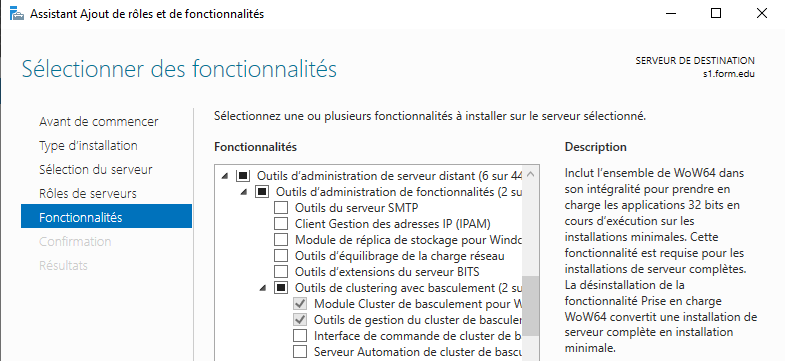 Assistant Ajout de rôles et de fonctionnalités
Sélectionner des fonctionnalités
SERVEUR DE DESTINATION
s1.form.edu
Avant de commencer
Type d'installation
Sélection du serveur
Rôles de serveurs
Fonctionnalités
Confirmation
Résultats
Sélectionnez une ou plusieurs fonctionnalités à installer sur le serveur sélectionné.
Fonctionnalités
Outils d'administration de serveur distant (6 sur 44
Outils d'administration de fonctionnalités (2 su
Outils du serveur SMTP
Client Gestion des adresses IP (IPAM)
Module de réplica de stockage pour Windo
Outils d'équilibrage de la charge réseau
Outils d'extensions du serveur BITS
Outils de clustering avec basculement (2 su
Module Cluster de basculement pour W
Outils de gestion du cluster de basculer
Interface de commande de cluster de b
Serveur Automation de cluster de bascu
Description
Inclut l'ensemble de WoW64 dans
son intégralité pour prendre en
charge les applications 32 bits en
cours d'exécution sur les
installations minimales. Cette
fonctionnalité est requise pour les
installations de serveur complètes.
La désinstallation de la
fonctionnalité Prise en charge
WoW64 convertit une installation de
serveur complète en installation
minimale.